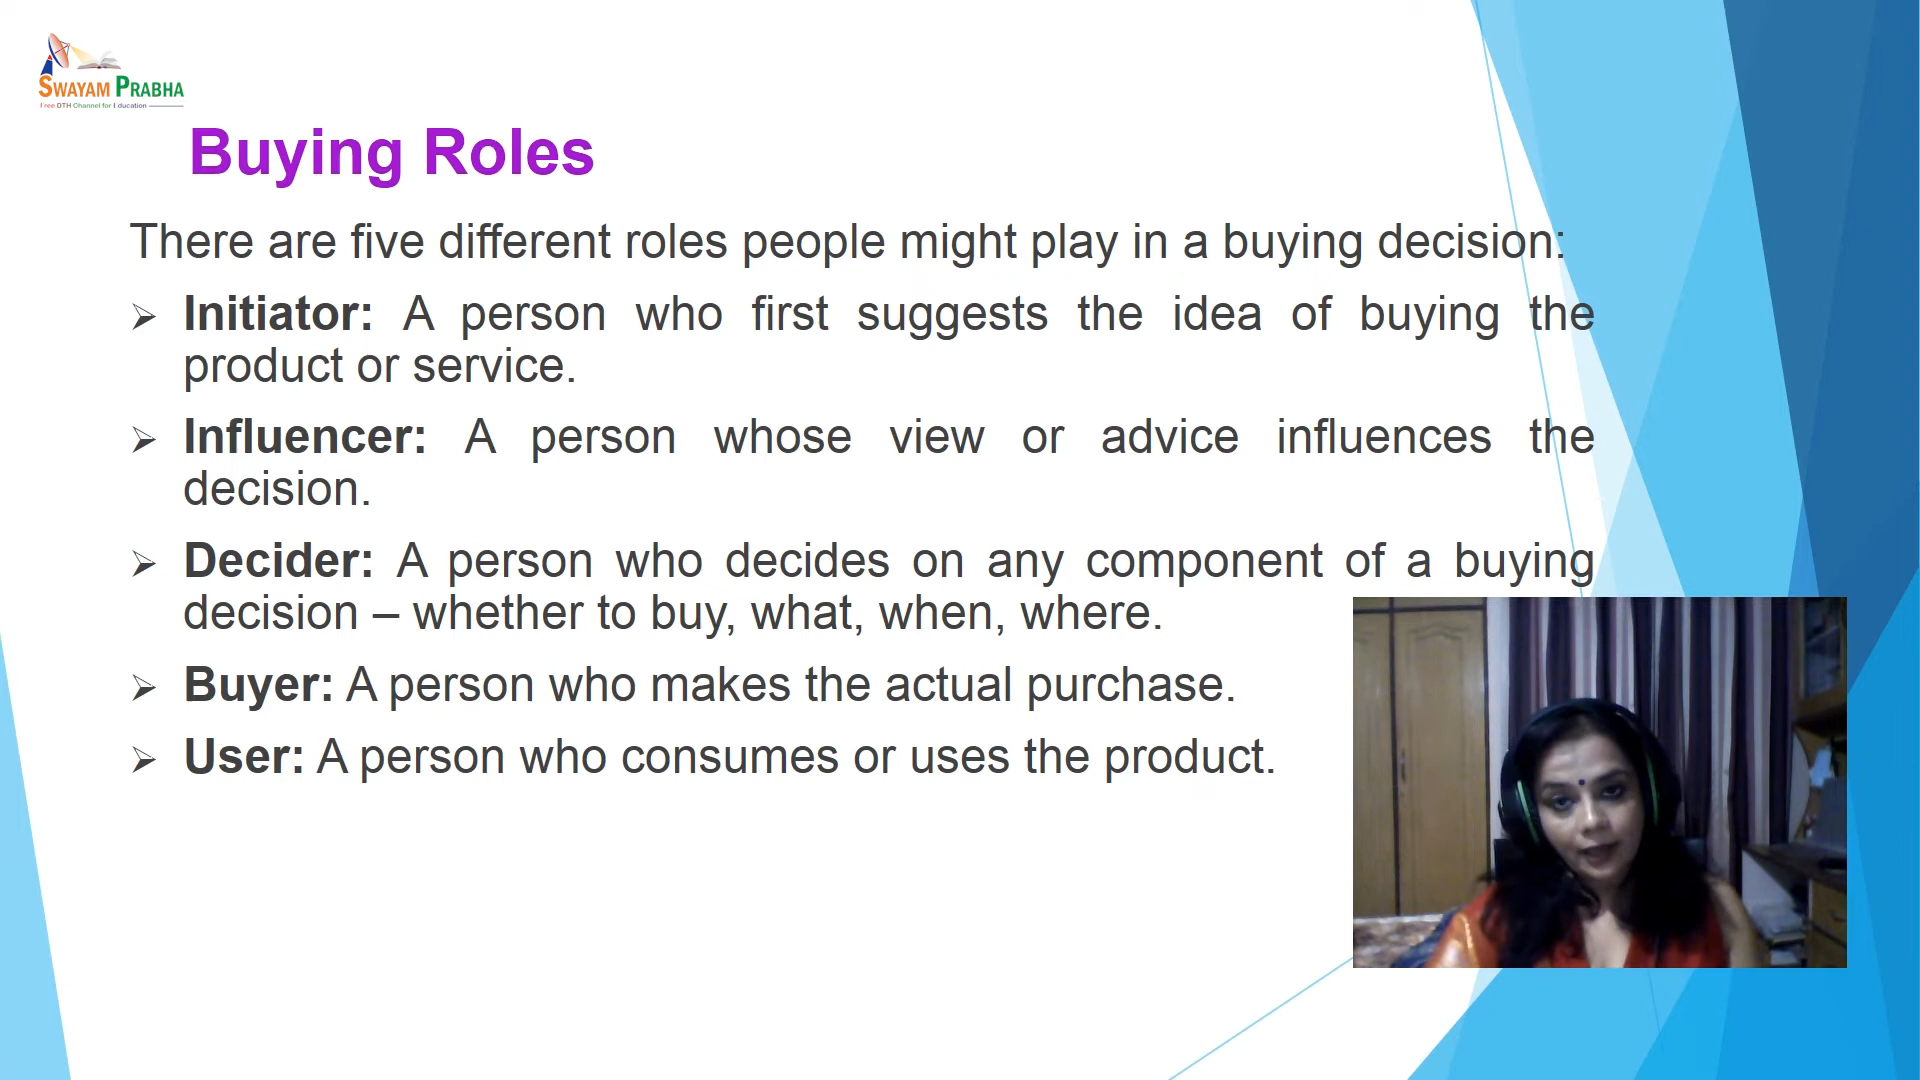 SWAYAM PRABHA
Free DTH Channel for Education
Buying Roles
There are five different roles people might play in a buying decision:
Initiator: A person who first suggests the idea of buying the
product or service.
Influencer: A person whose view or advice influences the
decision.
Decider: A person who decides on any component of a buying
decision – whether to buy, what, when, where.
Buyer: A person who makes the actual purchase.
User: A person who consumes or uses the product.